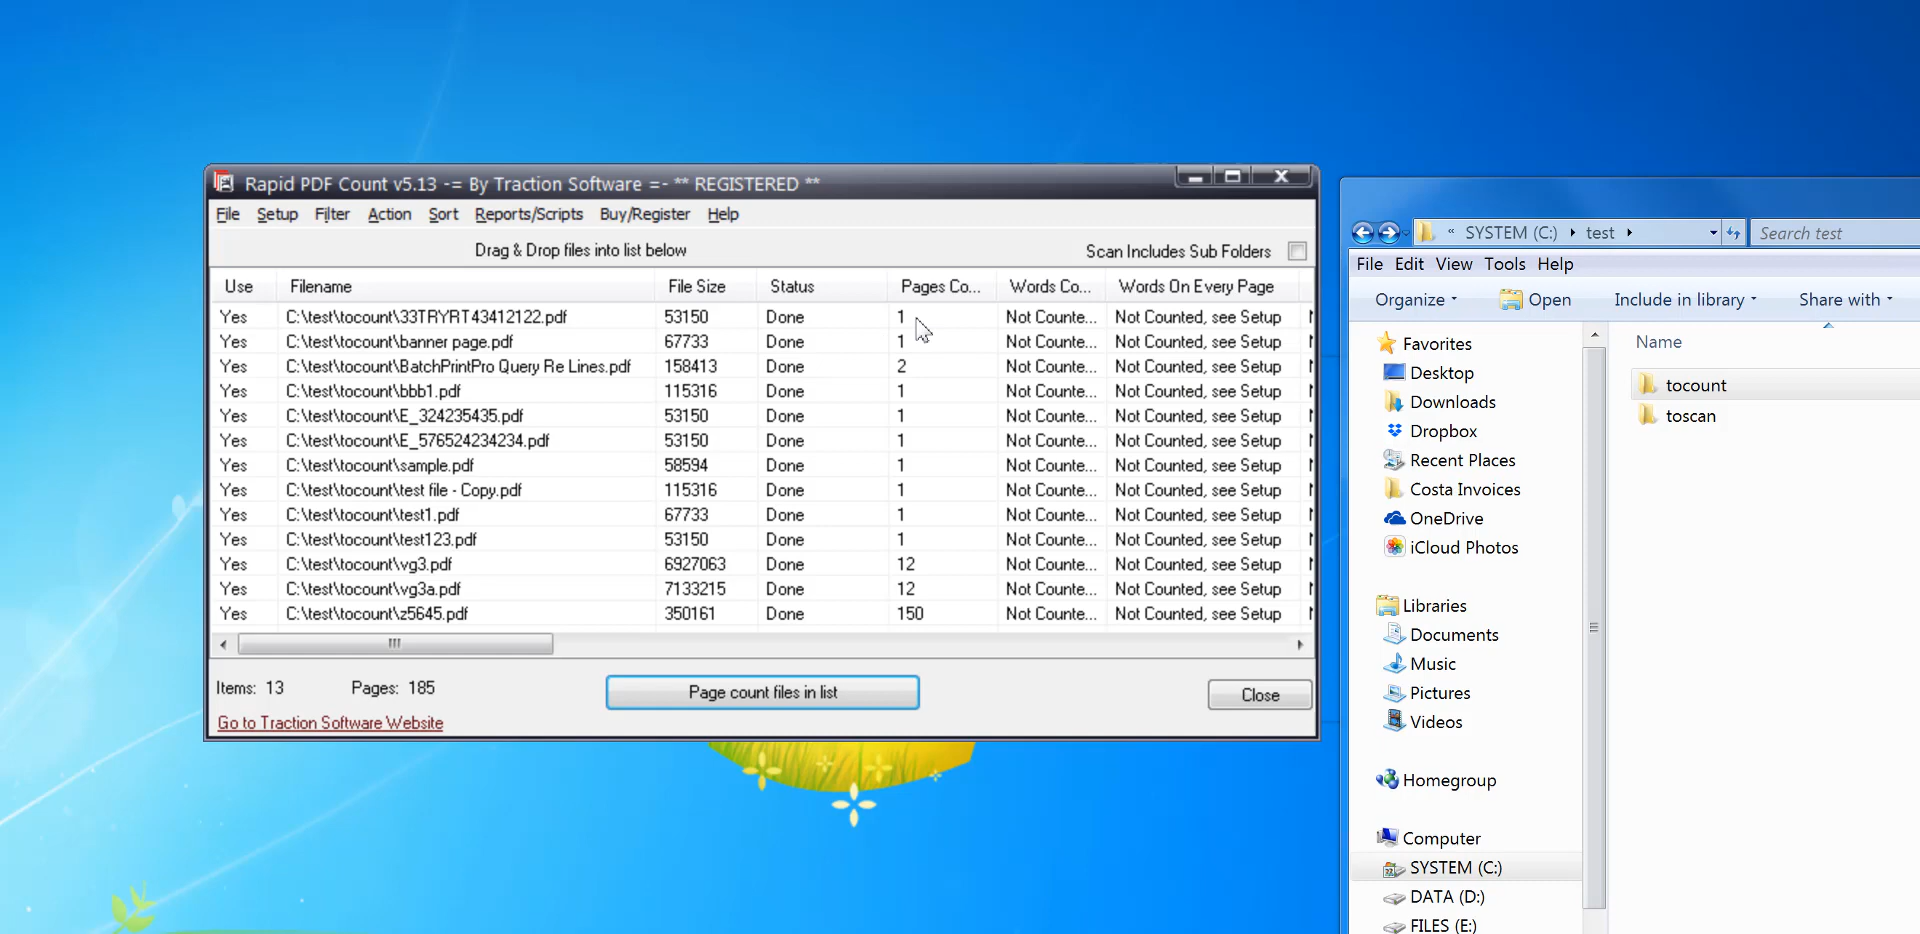 Rapid PDF Count v5.13 -= By Traction Software =- ** REGISTERED **
File Setup Filter Action Sort Reports/Scripts Buy/Register Help
Drag & Drop files into list below
Scan Includes Sub Folders
Use Filename File Size Status Pages Co... Words Co... Words On Every Page
Yes C:\test\tocount\33TRYRT43412122.pdf 53150 Done 1 Not Counte... Not Counted, see Setup
Yes C:\test\tocount\banner page.pdf 67733 Done 1 Not Counte... Not Counted, see Setup
Yes C:\test\tocount\BatchPrintPro Query Re Lines.pdf 158413 Done 2 Not Counte... Not Counted, see Setup
Yes C:\test\tocount\bbb1.pdf 115316 Done 1 Not Counte... Not Counted, see Setup
Yes C:\test\tocount\E_324235435.pdf 53150 Done 1 Not Counte... Not Counted, see Setup
Yes C:\test\tocount\E_576524234234.pdf 53150 Done 1 Not Counte... Not Counted, see Setup
Yes C:\test\tocount\sample.pdf 58594 Done 1 Not Counte... Not Counted, see Setup
Yes C:\test\tocount\test file - Copy.pdf 115316 Done 1 Not Counte... Not Counted, see Setup
Yes C:\test\tocount\test1.pdf 67733 Done 1 Not Counte... Not Counted, see Setup
Yes C:\test\tocount\test123.pdf 53150 Done 1 Not Counte... Not Counted, see Setup
Yes C:\test\tocount\vg3.pdf 6927063 Done 12 Not Counte... Not Counted, see Setup
Yes C:\test\tocount\vg3a.pdf 7133215 Done 12 Not Counte... Not Counted, see Setup
Yes C:\test\tocount\z5645.pdf 350161 Done 150 Not Counte... Not Counted, see Setup
Items: 13 Pages: 185
Page count files in list
Close
Go to Traction Software Website
« SYSTEM (C:) test
Search test
File Edit View Tools Help
Organize Open Include in library Share with
Favorites
Desktop
Downloads
Dropbox
Recent Places
Costa Invoices
OneDrive
iCloud Photos
Libraries
Documents
Music
Pictures
Videos
Homegroup
Computer
SYSTEM (C:)
DATA (D:)
FILES (E:)
Name
tocount
toscan